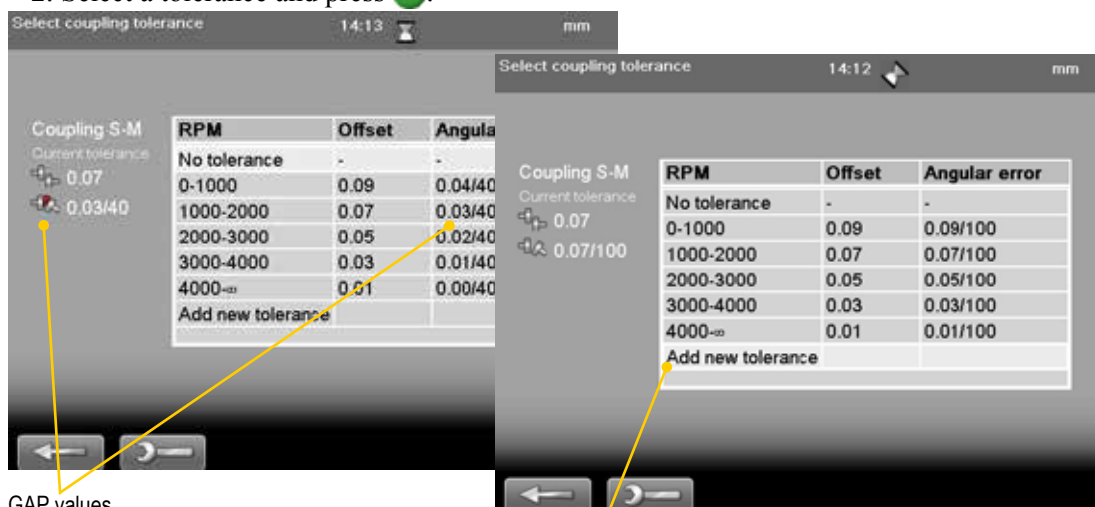 2. Select a tolerance and press .
Select coupling tolerance 14:13 mm
Coupling S-M
Current tolerance
0.07
0.03/40
RPM Offset Angula
No tolerance - -
0-1000 0.09 0.04/40
1000-2000 0.07 0.03/40
2000-3000 0.05 0.02/40
3000-4000 0.03 0.01/40
4000-∞ 0.01 0.00/40
Add new tolerance
GAP values
Select coupling tolerance 14:12 mm
Coupling S-M
Current tolerance
0.07
0.07/100
RPM Offset Angular error
No tolerance - -
0-1000 0.09 0.09/100
1000-2000 0.07 0.07/100
2000-3000 0.05 0.05/100
3000-4000 0.03 0.03/100
4000-∞ 0.01 0.01/100
Add new tolerance